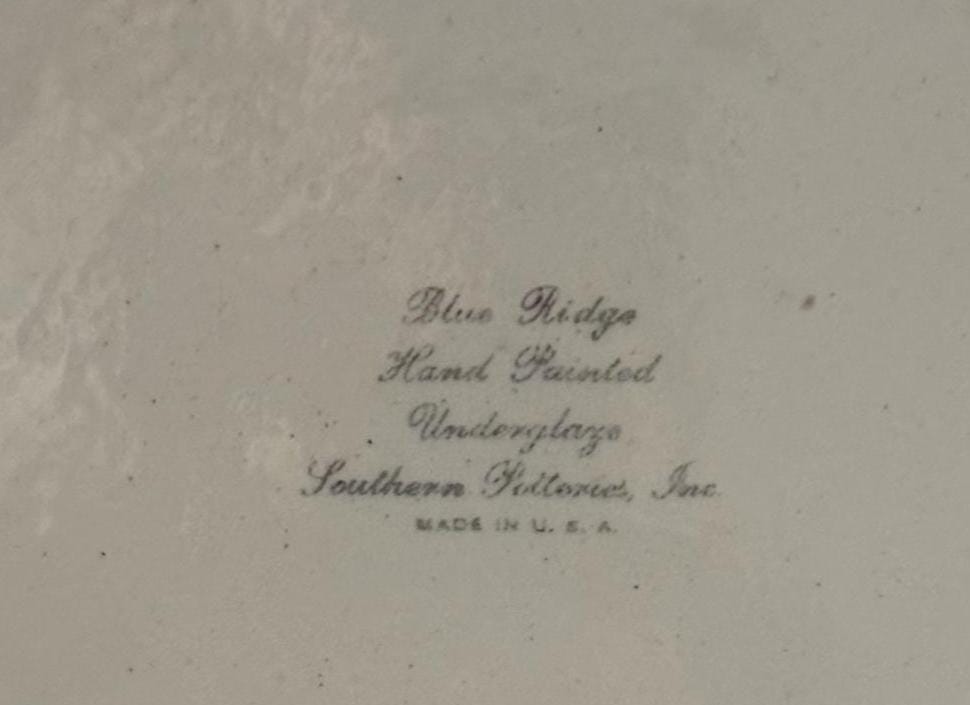 Blue Ridge
Hand Painted
Underglaze
Southern Potteries, Inc.
MADE IN U. S. A.